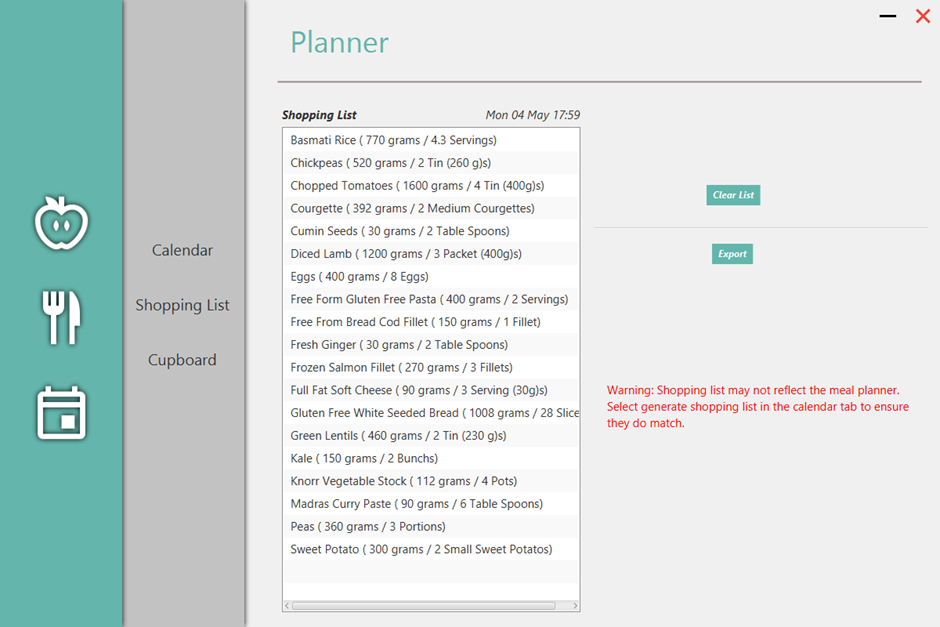 Planner
Calendar
Shopping List
Cupboard
Shopping List Mon 04 May 17:59
Basmati Rice ( 770 grams / 4.3 Servings)
Chickpeas ( 520 grams / 2 Tin (260 g)s)
Chopped Tomatoes ( 1600 grams / 4 Tin (400g)s)
Courgette ( 392 grams / 2 Medium Courgettes)
Cumin Seeds ( 30 grams / 2 Table Spoons)
Diced Lamb ( 1200 grams / 3 Packet (400g)s)
Eggs ( 400 grams / 8 Eggs)
Free Form Gluten Free Pasta ( 400 grams / 2 Servings)
Free From Bread Cod Fillet ( 150 grams / 1 Fillet)
Fresh Ginger ( 30 grams / 2 Table Spoons)
Frozen Salmon Fillet ( 270 grams / 3 Fillets)
Full Fat Soft Cheese ( 90 grams / 3 Serving (30g)s)
Gluten Free White Seeded Bread ( 1008 grams / 28 Slice
Green Lentils ( 460 grams / 2 Tin (230 g)s)
Kale ( 150 grams / 2 Bunchs)
Knorr Vegetable Stock ( 112 grams / 4 Pots)
Madras Curry Paste ( 90 grams / 6 Table Spoons)
Peas ( 360 grams / 3 Portions)
Sweet Potato ( 300 grams / 2 Small Sweet Potatos)
Clear List
Export
Warning: Shopping list may not reflect the meal planner.
Select generate shopping list in the calendar tab to ensure
they do match.